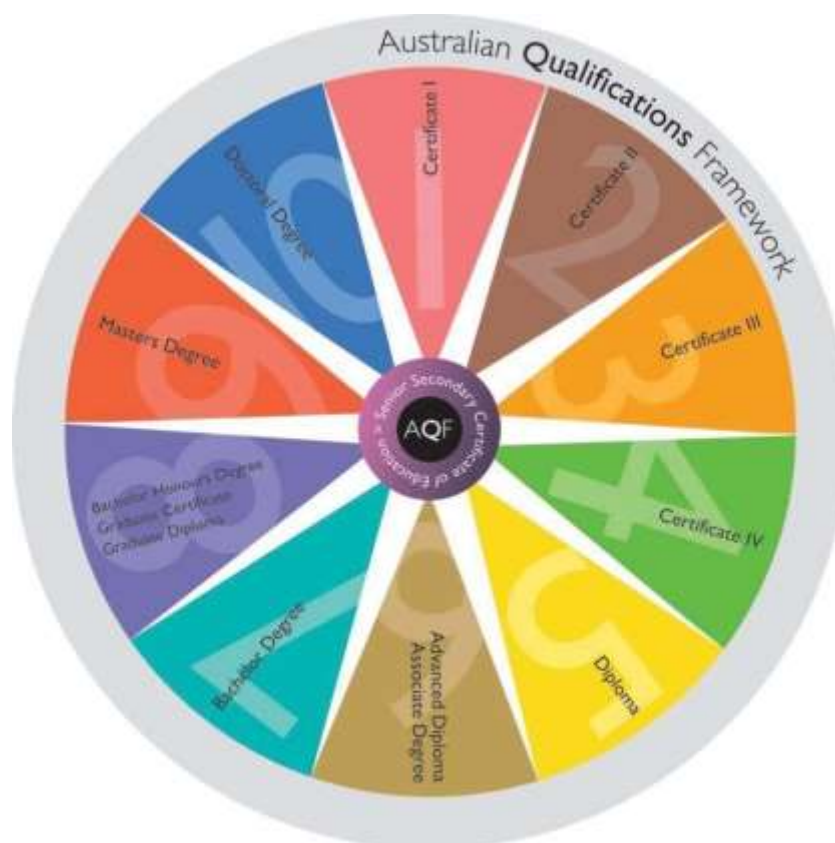 Australian Qualifications Framework
1
Certificate I
2
Certificate II
3
Certificate III
4
Certificate IV
5
Diploma
6
Advanced Diploma
Associate Degree
7
Bachelor Degree
8
Bachelor Honours Degree
Graduate Certificate
Graduate Diploma
9
Masters Degree
10
Doctoral Degree
Senior Secondary Certificate of Education >
AQF